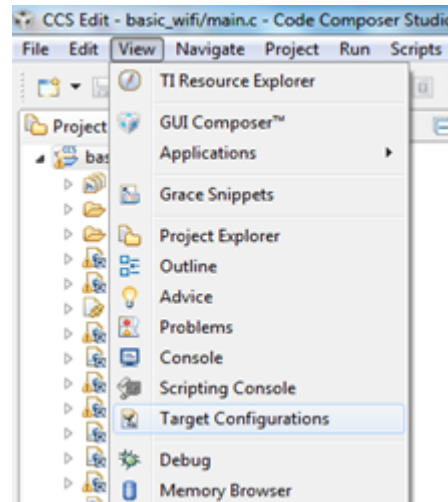 CCS Edit - basic_wifi/main.c - Code Composer Studio
File Edit View Navigate Project Run Scripts
TI Resource Explorer
Project
GUI Composer™
bas
Applications
Grace Snippets
Project Explorer
Outline
Advice
Problems
Console
Scripting Console
Target Configurations
Debug
Memory Browser